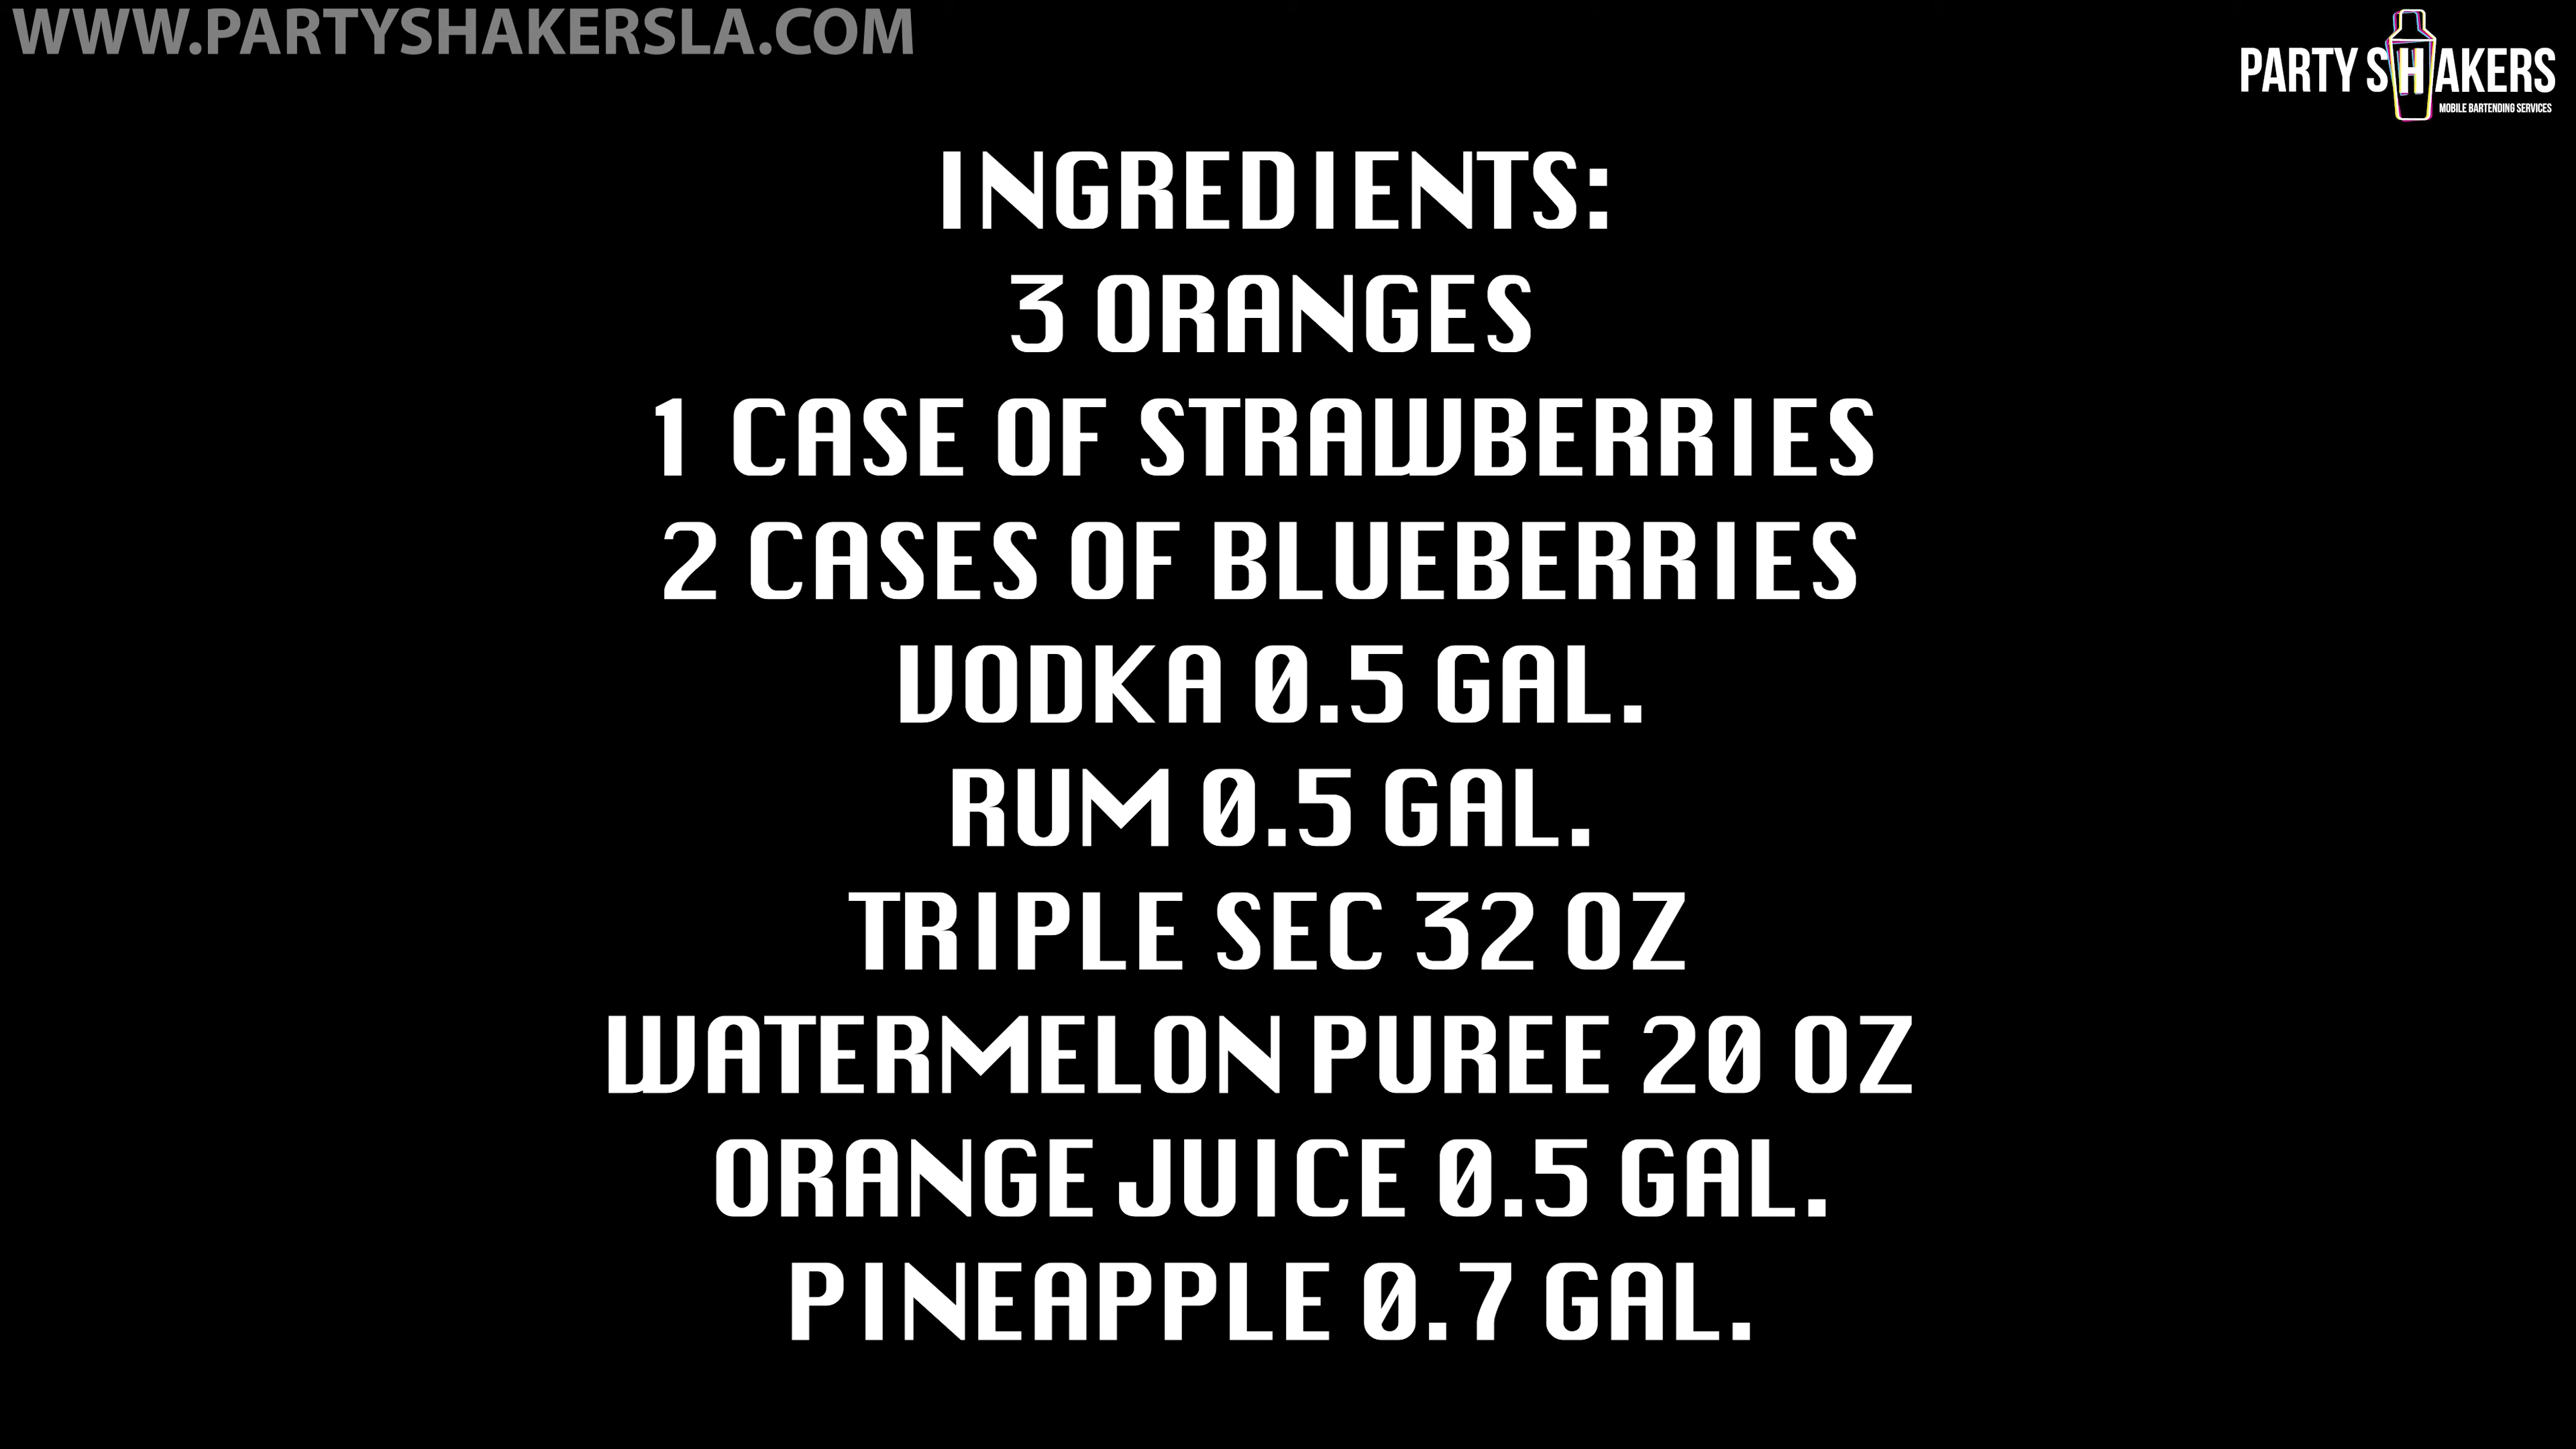 WWW.PARTYSHAKERSLA.COM
PARTY SHAKERS
MOBILE BARTENDING SERVICES
INGREDIENTS:
3 ORANGES
1 CASE OF STRAWBERRIES
2 CASES OF BLUEBERRIES
VODKA 0.5 GAL.
RUM 0.5 GAL.
TRIPLE SEC 32 OZ
WATERMELON PUREE 20 OZ
ORANGE JUICE 0.5 GAL.
PINEAPPLE 0.7 GAL.